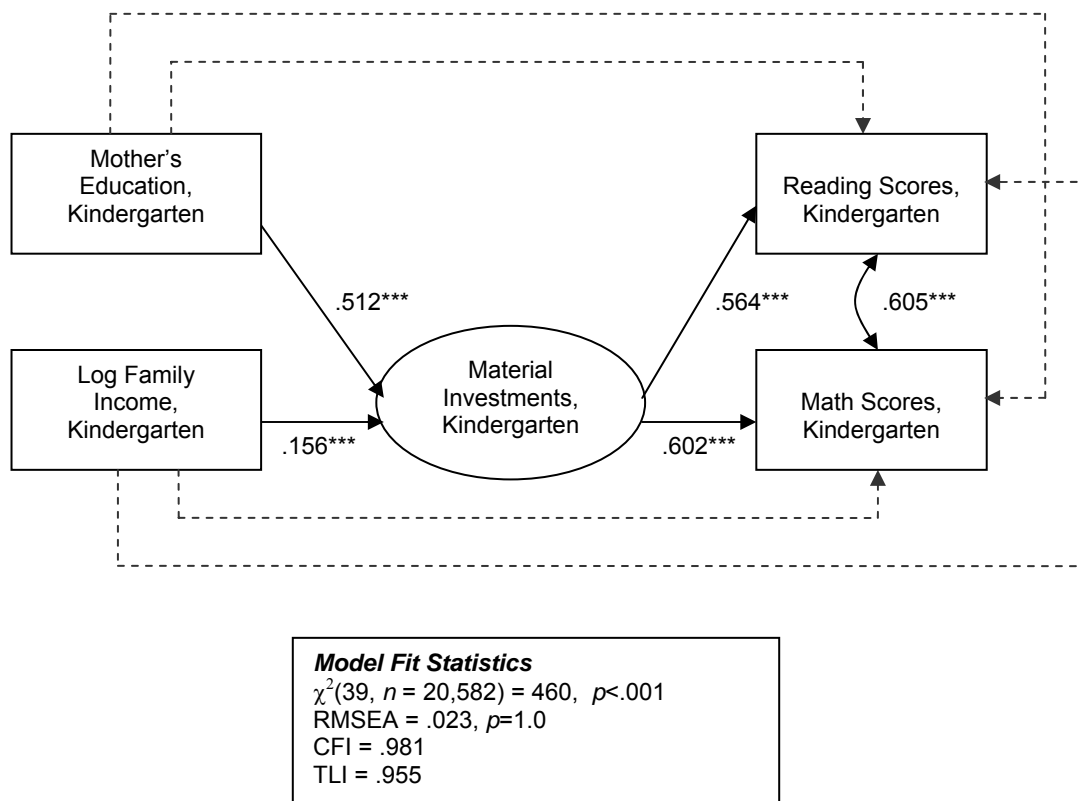 Mother’s
Education,
Kindergarten
Reading Scores,
Kindergarten
.512***
.564***
.605***
Log Family
Income,
Kindergarten
Material
Investments,
Kindergarten
Math Scores,
Kindergarten
.156***
.602***
Model Fit Statistics
χ²(39, n = 20,582) = 460, p<.001
RMSEA = .023, p=1.0
CFI = .981
TLI = .955